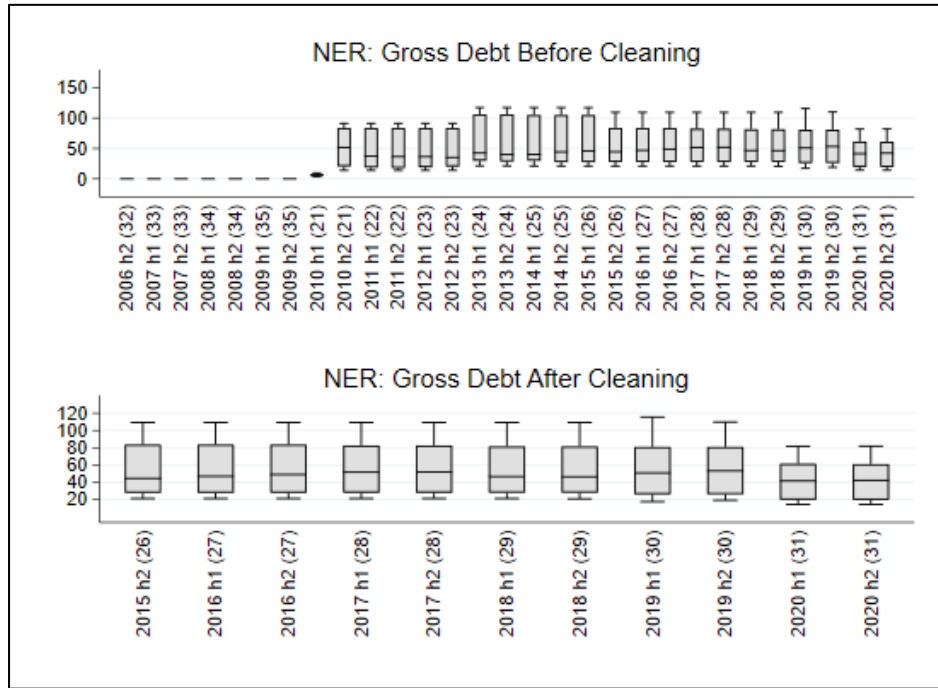 NER: Gross Debt Before Cleaning
150
100
50
0
2006 h2 (32)
2007 h1 (33)
2007 h2 (33)
2008 h1 (34)
2008 h2 (34)
2009 h1 (35)
2009 h2 (35)
2010 h1 (21)
2010 h2 (21)
2011 h1 (22)
2011 h2 (22)
2012 h1 (23)
2012 h2 (23)
2013 h1 (24)
2013 h2 (24)
2014 h1 (25)
2014 h2 (25)
2015 h1 (26)
2015 h2 (26)
2016 h1 (27)
2016 h2 (27)
2017 h1 (28)
2017 h2 (28)
2018 h1 (29)
2018 h2 (29)
2019 h1 (30)
2019 h2 (30)
2020 h1 (31)
2020 h2 (31)
NER: Gross Debt After Cleaning
120
100
80
60
40
20
2015 h2 (26)
2016 h1 (27)
2016 h2 (27)
2017 h1 (28)
2017 h2 (28)
2018 h1 (29)
2018 h2 (29)
2019 h1 (30)
2019 h2 (30)
2020 h1 (31)
2020 h2 (31)